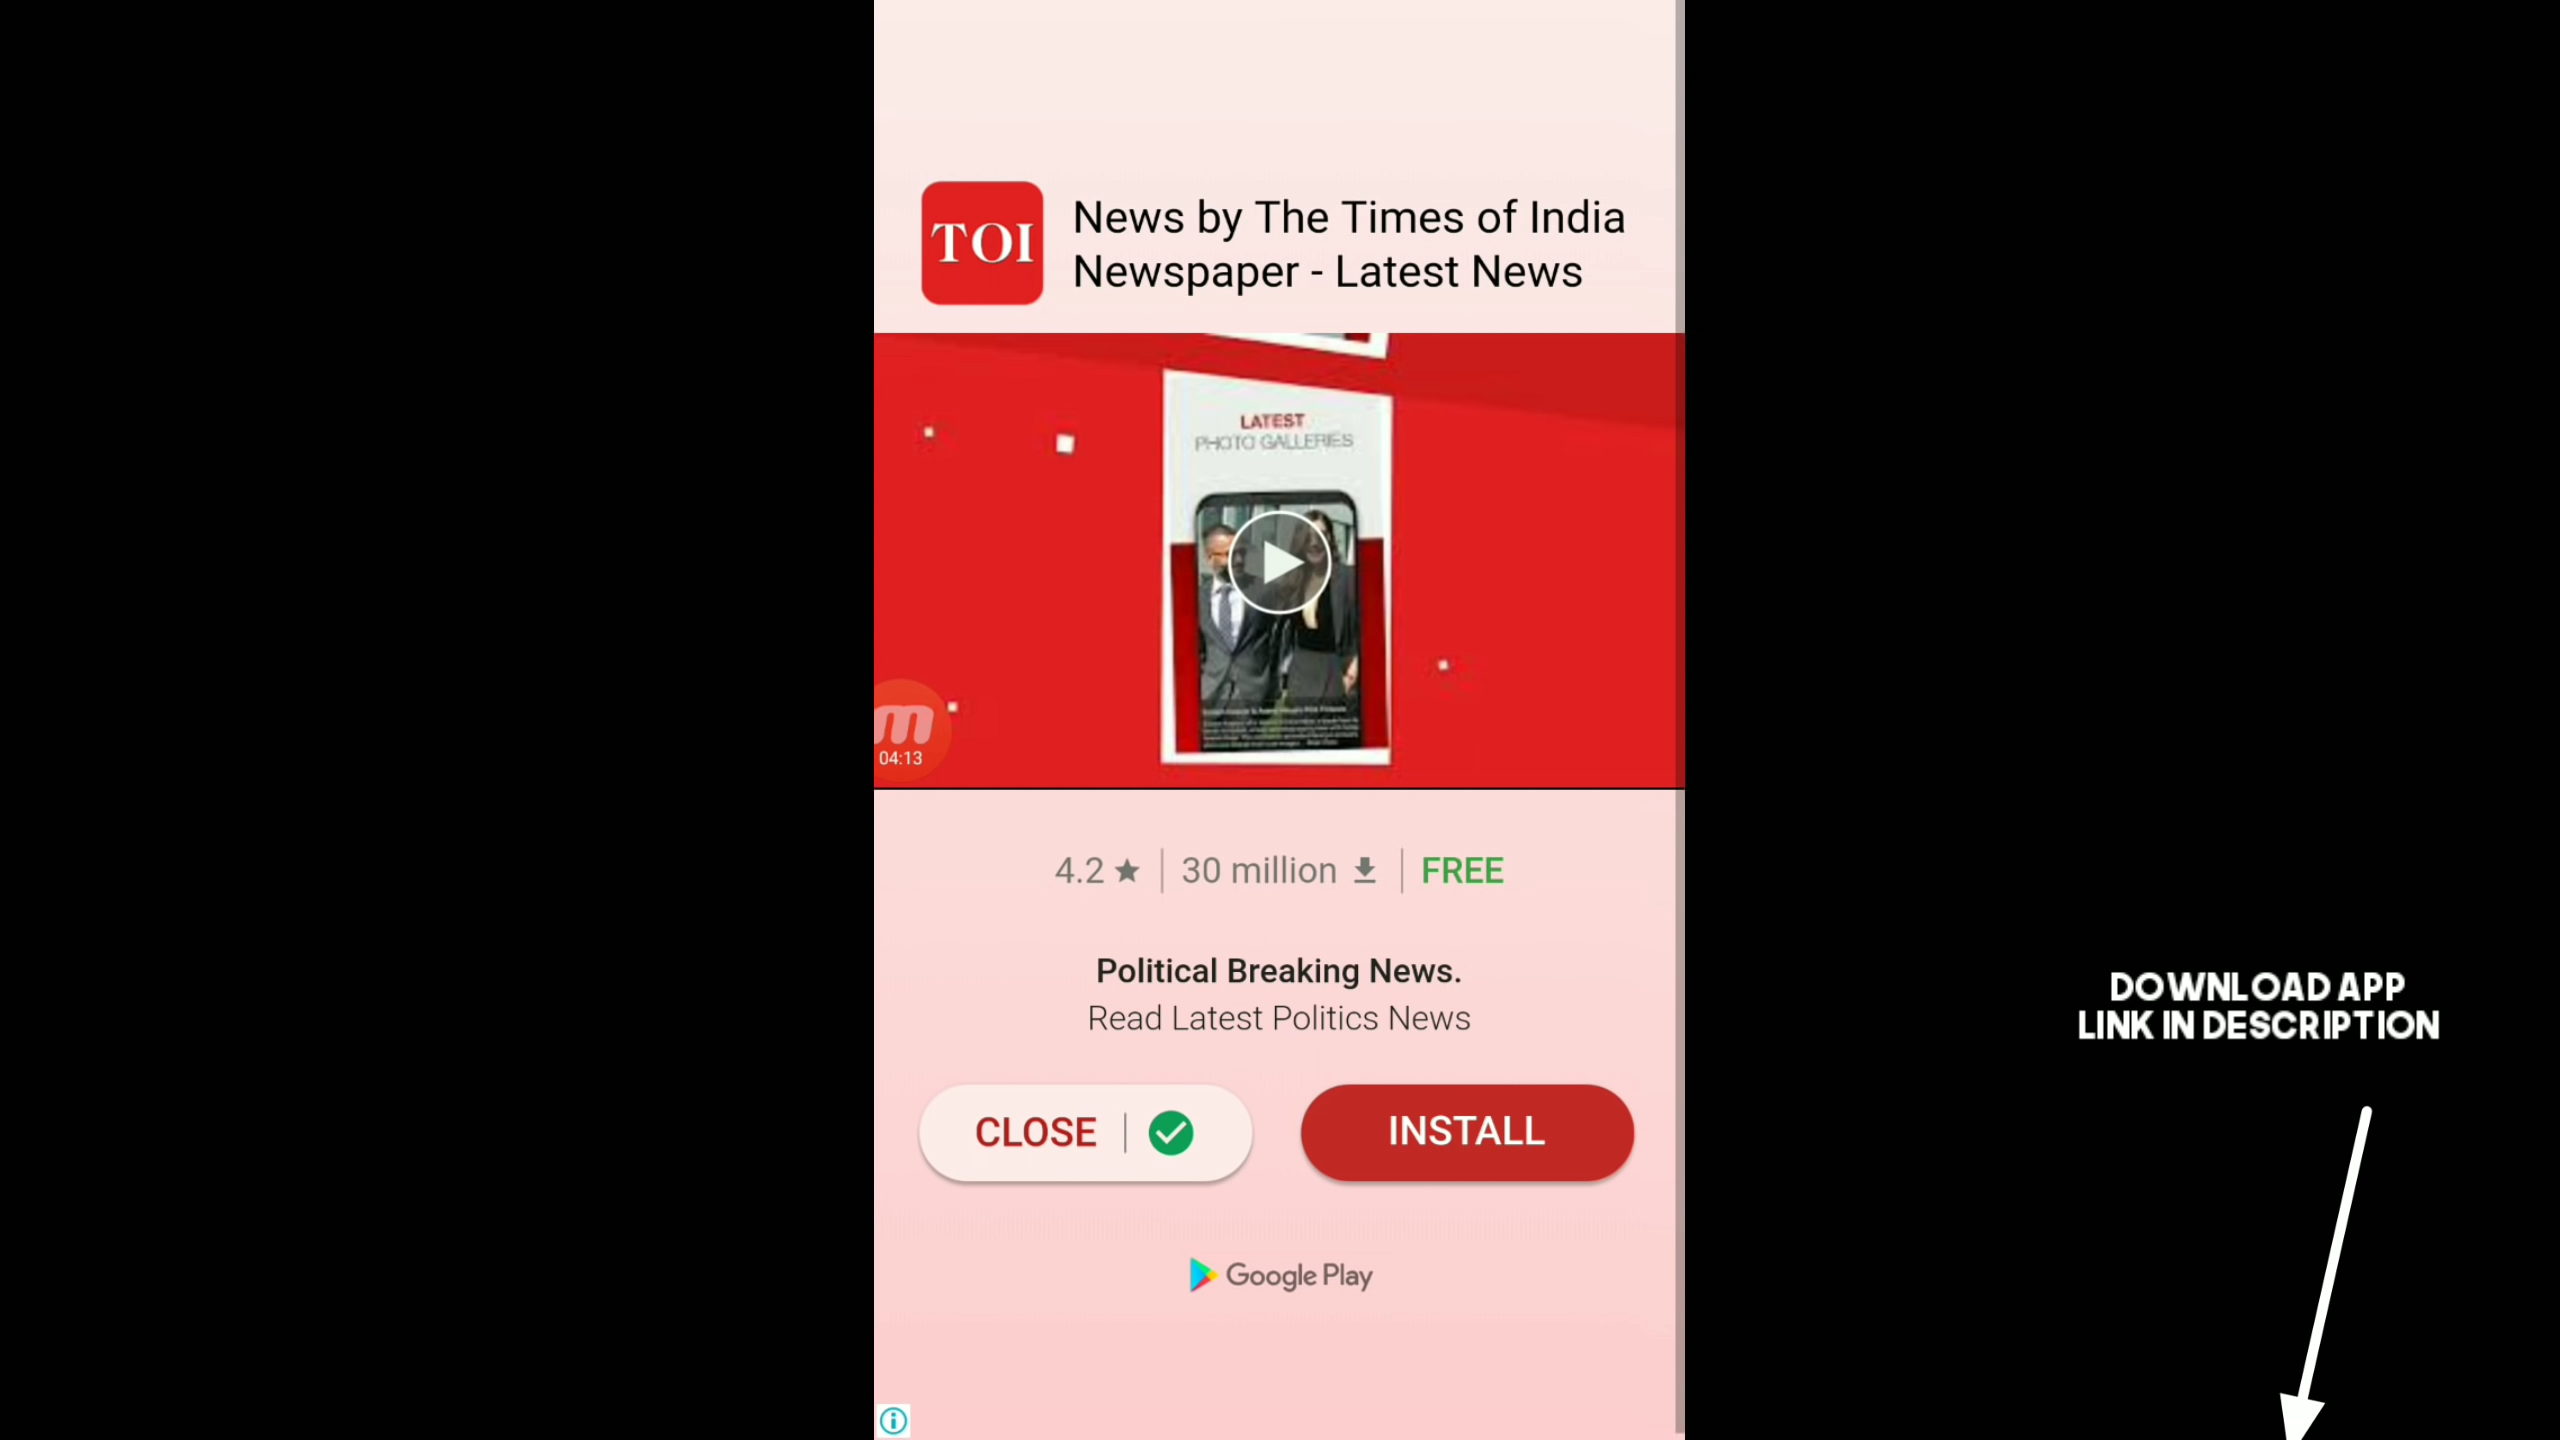 TOI
News by The Times of India
Newspaper - Latest News
LATEST
PHOTO GALLERIES
m
04:13
4.2
30 million
FREE
Political Breaking News.
Read Latest Politics News
CLOSE
INSTALL
Google Play
DOWNLOAD APP
LINK IN DESCRIPTION